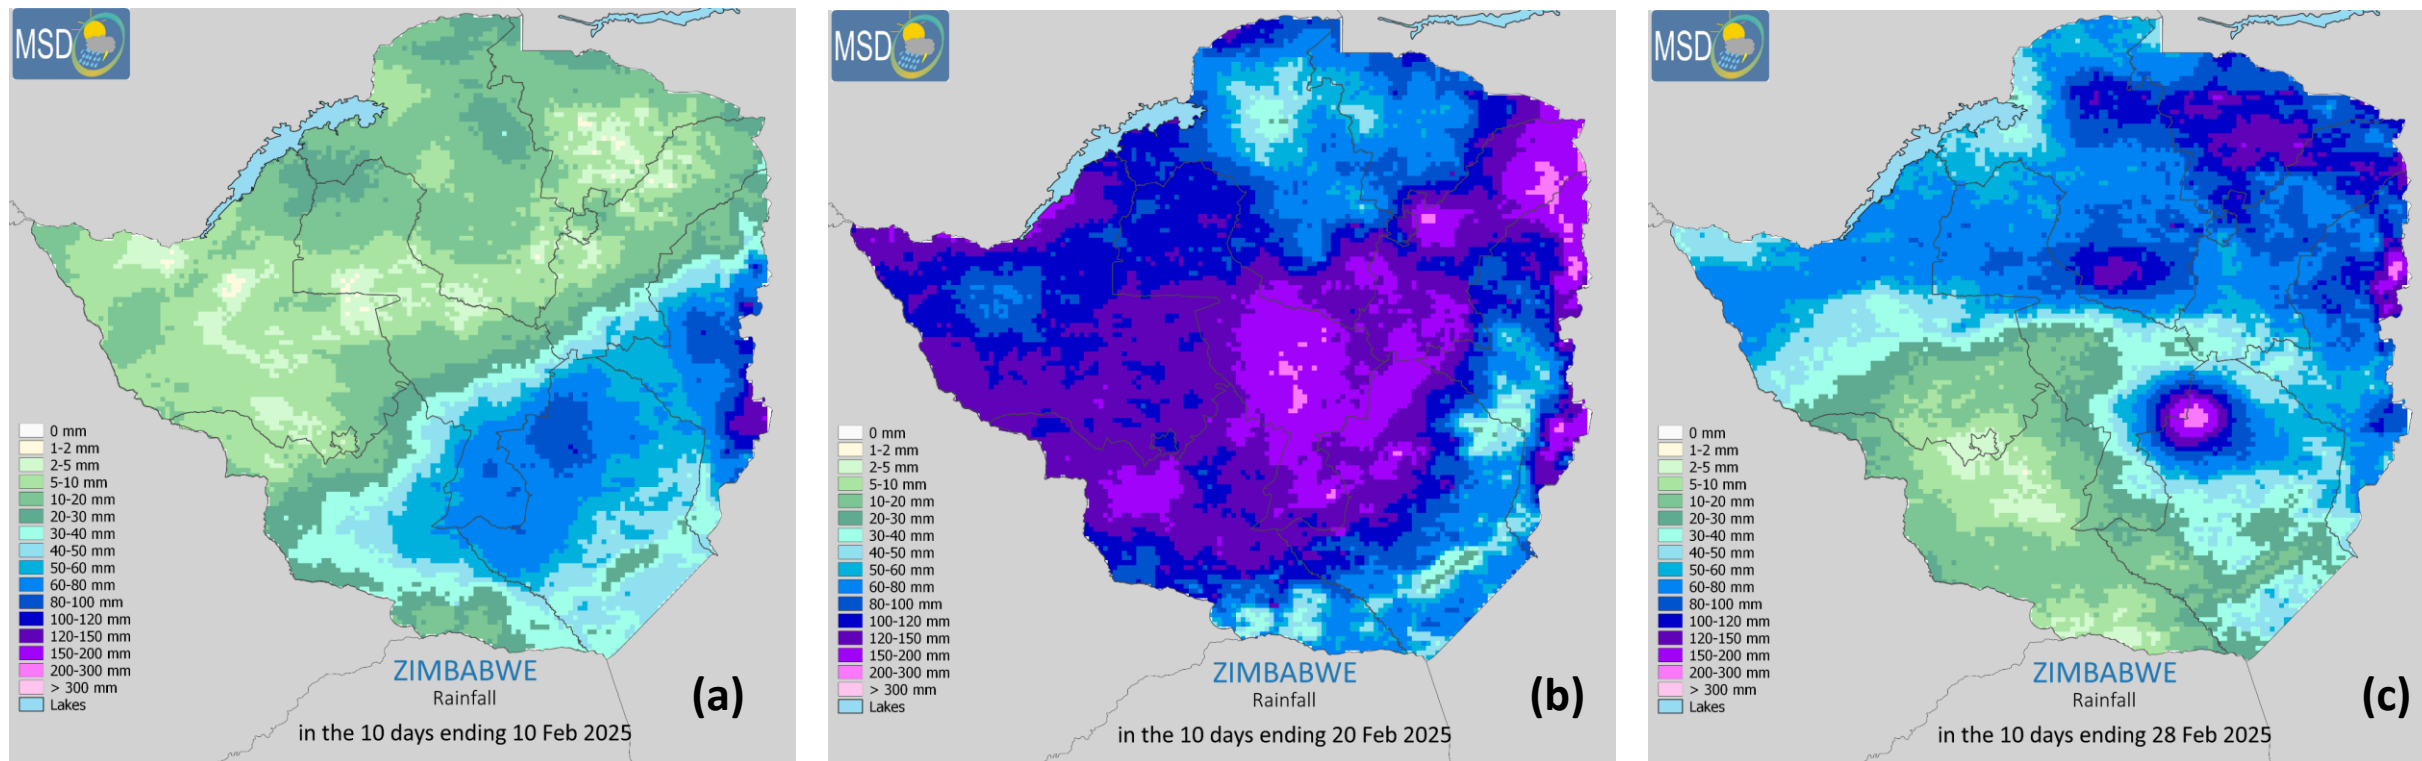 MSD
0 mm
1-2 mm
2-5 mm
5-10 mm
10-20 mm
20-30 mm
30-40 mm
40-50 mm
50-60 mm
60-80 mm
80-100 mm
100-120 mm
120-150 mm
150-200 mm
200-300 mm
> 300 mm
Lakes
ZIMBABWE
Rainfall
in the 10 days ending 10 Feb 2025
(a)
MSD
0 mm
1-2 mm
2-5 mm
5-10 mm
10-20 mm
20-30 mm
30-40 mm
40-50 mm
50-60 mm
60-80 mm
80-100 mm
100-120 mm
120-150 mm
150-200 mm
200-300 mm
> 300 mm
Lakes
ZIMBABWE
Rainfall
in the 10 days ending 20 Feb 2025
(b)
MSD
0 mm
1-2 mm
2-5 mm
5-10 mm
10-20 mm
20-30 mm
30-40 mm
40-50 mm
50-60 mm
60-80 mm
80-100 mm
100-120 mm
120-150 mm
150-200 mm
200-300 mm
> 300 mm
Lakes
ZIMBABWE
Rainfall
in the 10 days ending 28 Feb 2025
(c)